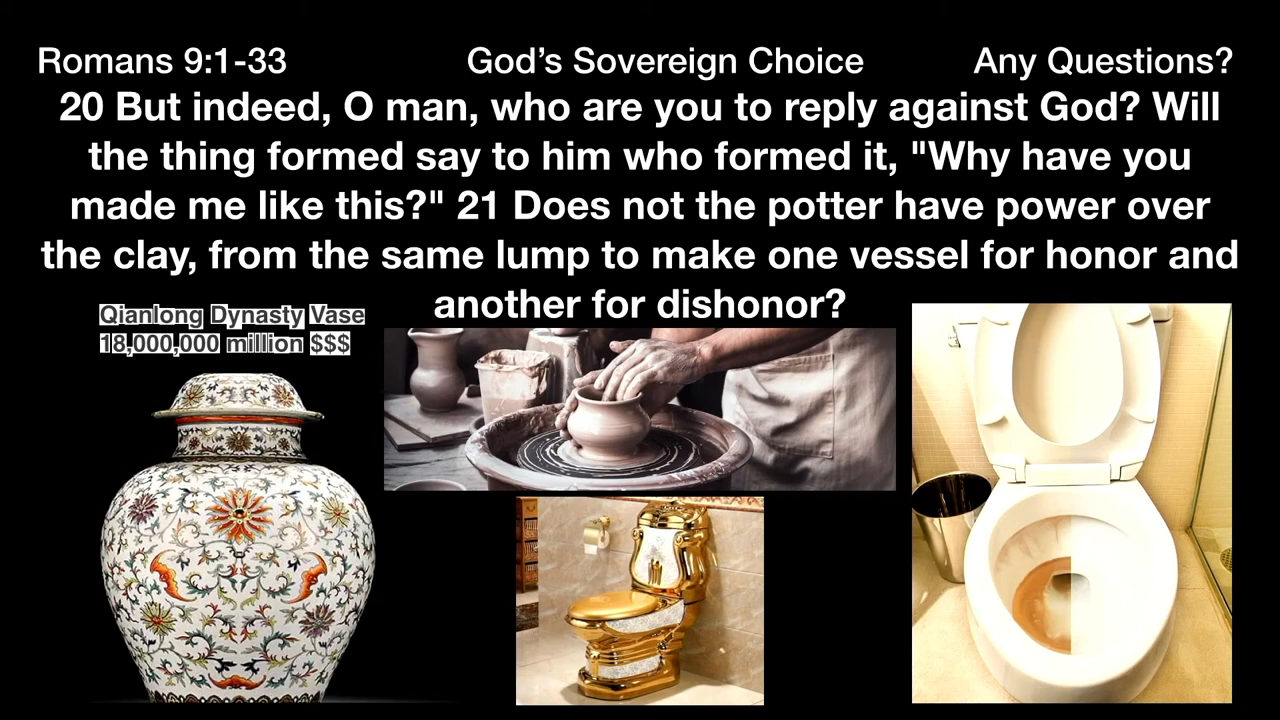 Romans 9:1-33 God’s Sovereign Choice Any Questions?
20 But indeed, O man, who are you to reply against God? Will
the thing formed say to him who formed it, "Why have you
made me like this?" 21 Does not the potter have power over
the clay, from the same lump to make one vessel for honor and
another for dishonor?
Qianlong Dynasty Vase
18,000,000 million $$$